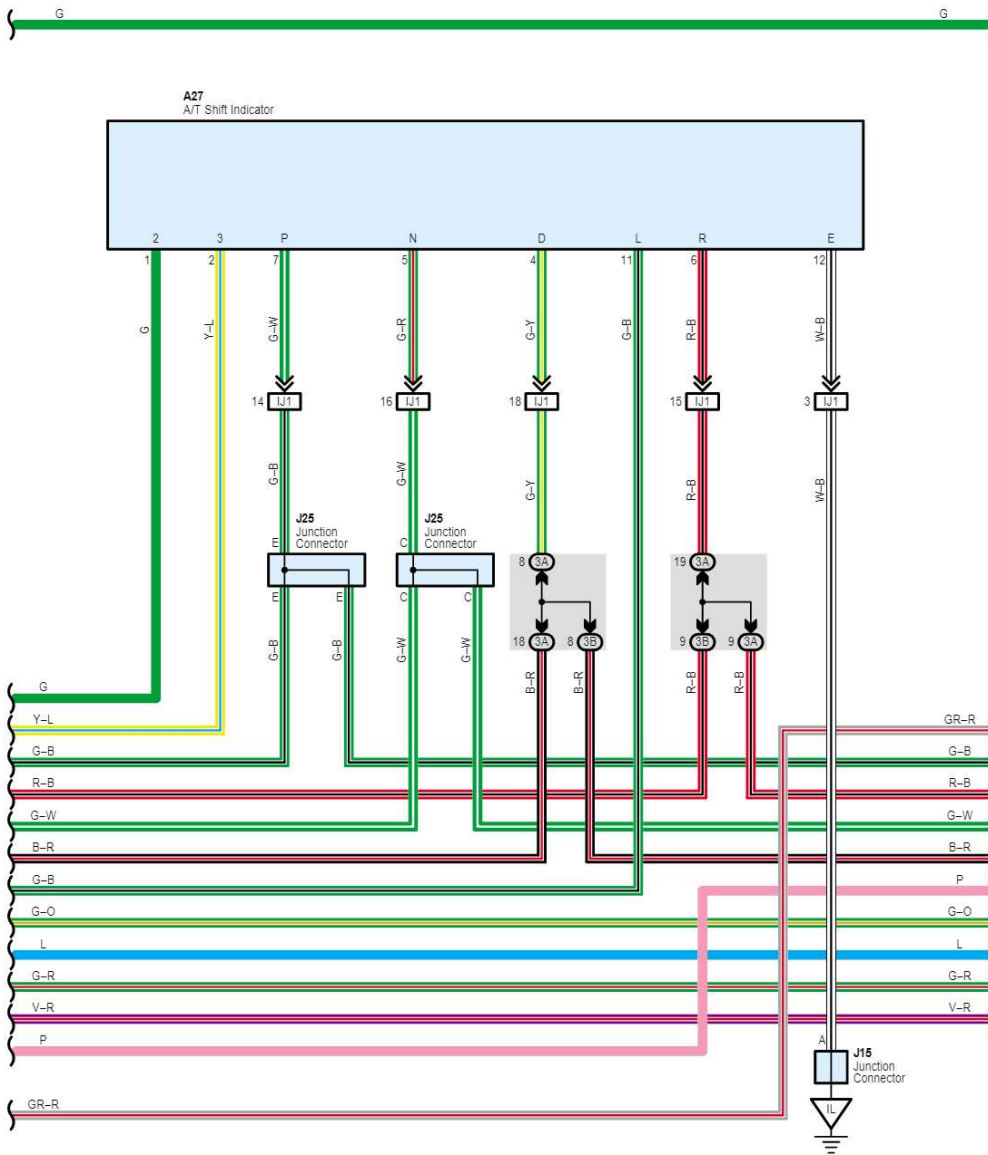 G G
A27
A/T Shift Indicator
2 3 P N D L R E
1 2 7 5 4 11 6 12
G Y–L G–W G–R G–Y G–B R–B W–B
14 IJ1 16 IJ1 18 IJ1 15 IJ1 3 IJ1
G–B G–W G–Y R–B W–B
J25 J25
Junction Junction
Connector Connector
E C
8 3A 19 3A
E E C C
G–B G–B G–W G–W
18 3A 8 3B 9 3B 9 3A
B–R B–R R–B R–B
G
Y–L GR–R
G–B G–B
R–B R–B
G–W G–W
B–R B–R
G–B P
G–O G–O
L L
G–R G–R
V–R V–R
P
A
J15
Junction
Connector
GR–R
IL